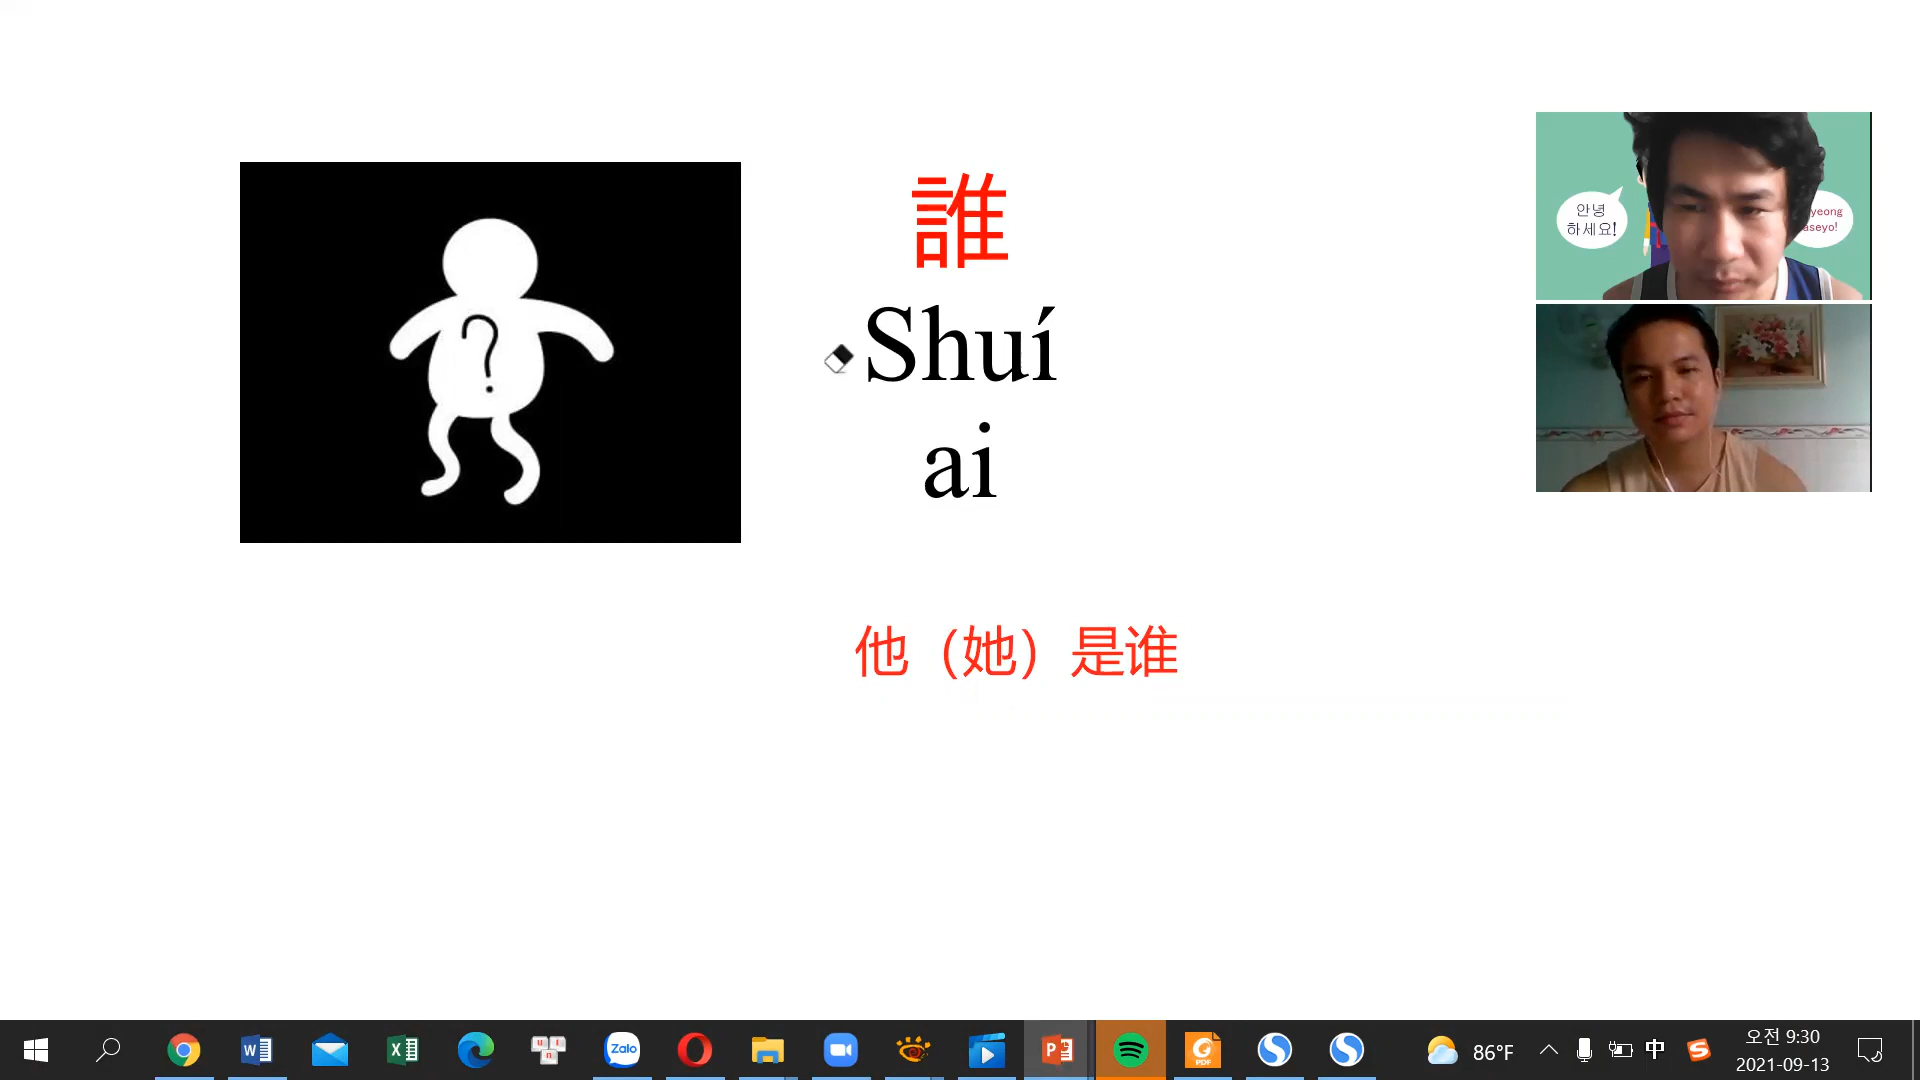 誰
Shuí
ai
他（她）是谁
?
안녕
하세요!
yeong
aseyo!
Zalo
86°F
中
오전 9:30
2021-09-13